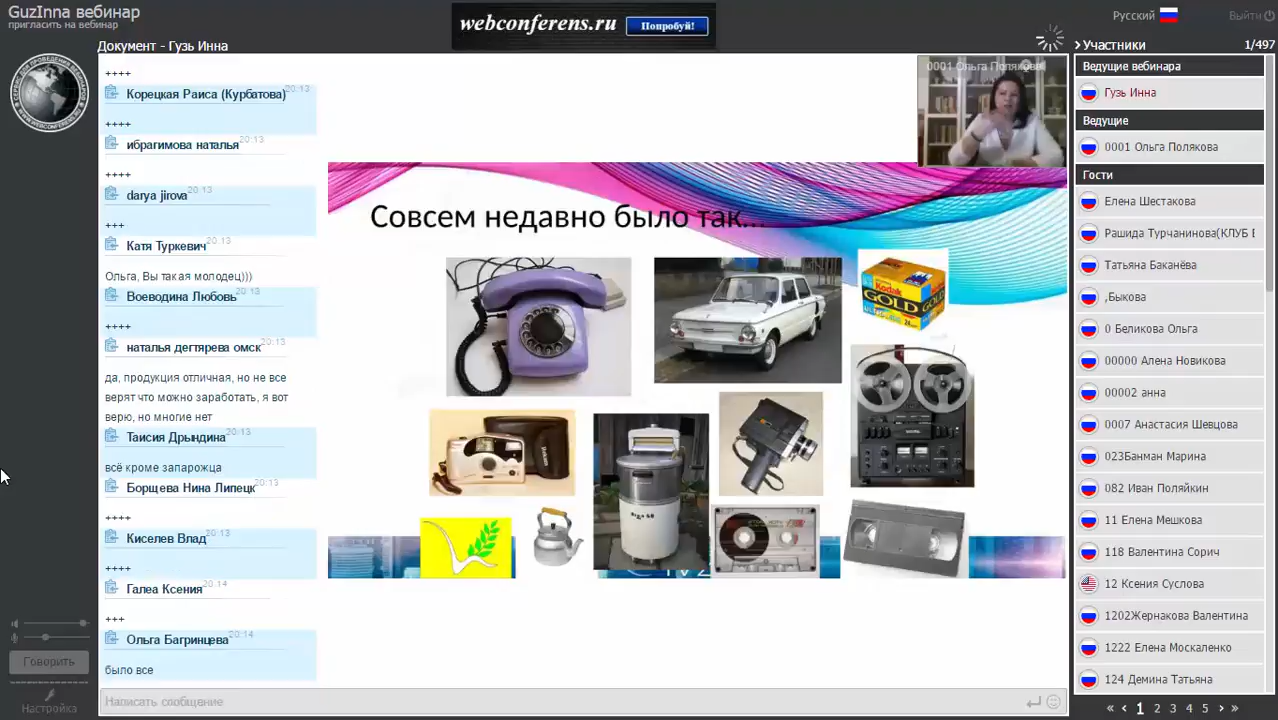 GuzInna вебинар
пригласить на вебинар
webconferens.ru Попробуй!
Русский
Выйти
Документ - Гузь Инна
++++
Корецкая Раиса (Курбатова) 20:13
++++
ибрагимова наталья 20:13
++++
darya jirova 20:13
+++
Катя Туркевич 20:13
Ольга, Вы такая молодец)))
Воеводина Любовь 20:13
++++
наталья дегтярева омск 20:13
да, продукция отличная, но не все
верят что можно заработать, я вот
верю, но многие нет
Таисия Дрындина 20:13
всё кроме запарожца
Борщева Нина Липецк 20:13
++++
Киселев Влад 20:13
++++
Галеа Ксения 20:14
+++
Ольга Багринцева 20:14
было все
Написать сообщение
Говорить
Настройка
0001 Ольга Полякова
Совсем недавно было так...
Kodak
GOLD
Участники 1/497
Ведущие вебинара
Гузь Инна
Ведущие
0001 Ольга Полякова
Гости
Елена Шестакова
Рашида Турчанинова(КЛУБ Е
Татьяна Баканёва
,Быкова
0 Беликова Ольга
00000 Алена Новикова
00002 анна
0007 Анастасия Шевцова
023Банман Марина
082 Иван Поляйкин
11 Елена Мешкова
118 Валентина Сорич
12 Ксения Суслова
1202Жернакова Валентина
1222 Елена Москаленко
124 Демина Татьяна
« ‹ 1 2 3 4 5 › »